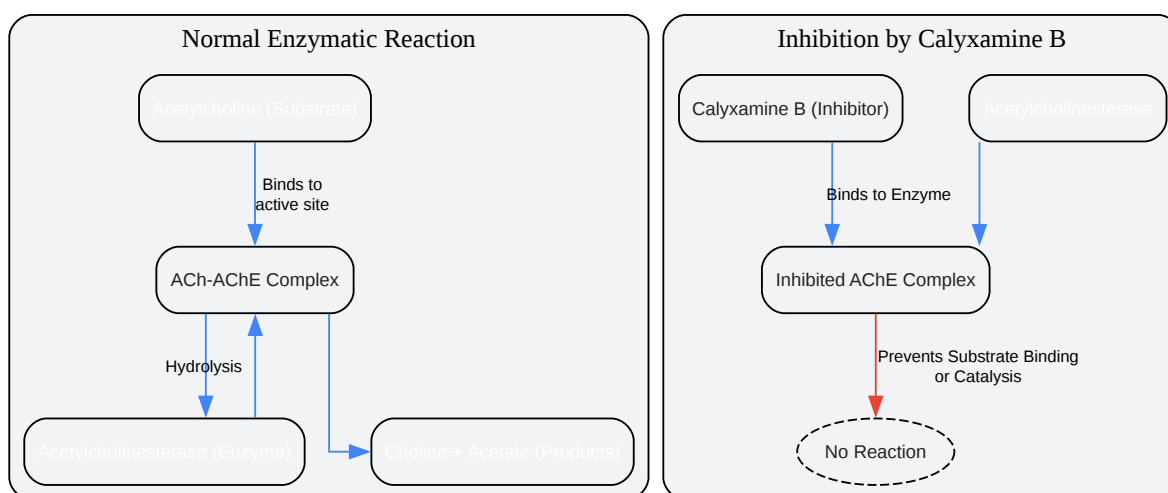 Normal Enzymatic Reaction
Acetylcholine (Substrate)
Binds to
active site
ACh-AChE Complex
Hydrolysis
Acetylcholinesterase (Enzyme)
Choline + Acetate (Products)
Inhibition by Calyxamine B
Calyxamine B (Inhibitor)
Acetylcholinesterase
Binds to Enzyme
Inhibited AChE Complex
Prevents Substrate Binding
or Catalysis
No Reaction